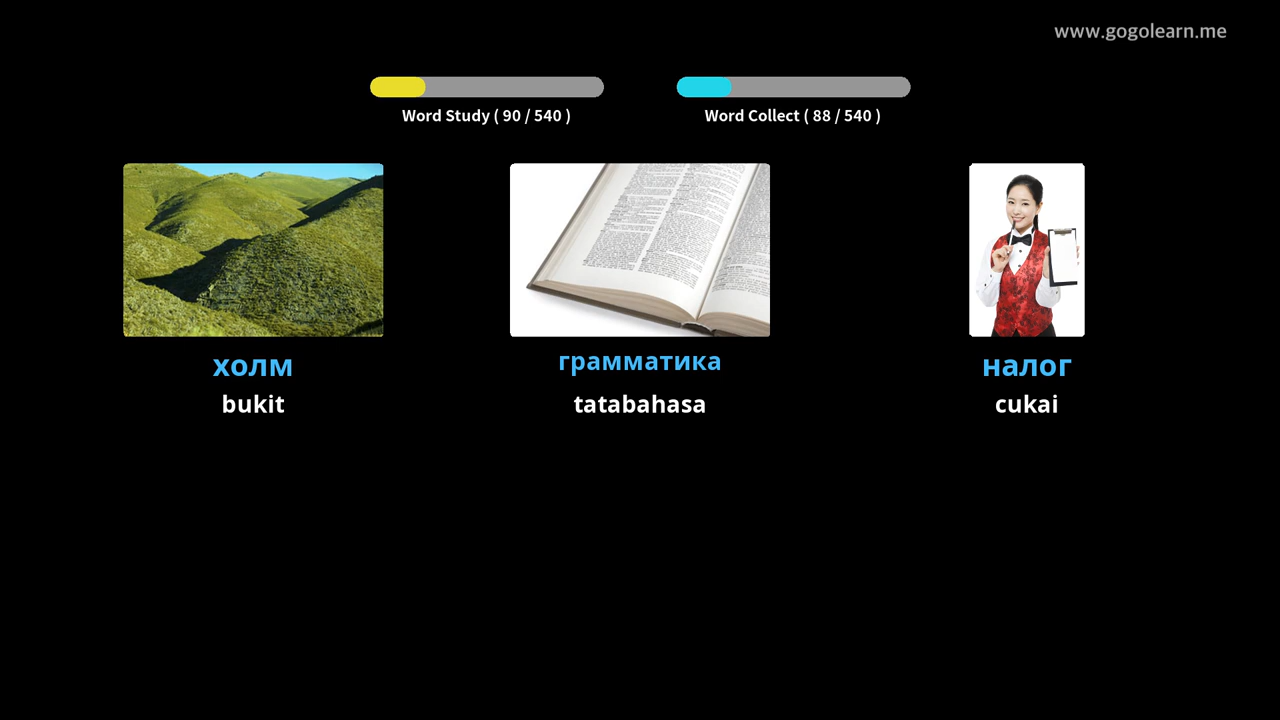 www.gogolearn.me
Word Study ( 90 / 540 )
Word Collect ( 88 / 540 )
холм
грамматика
налог
bukit
tatabahasa
cukai